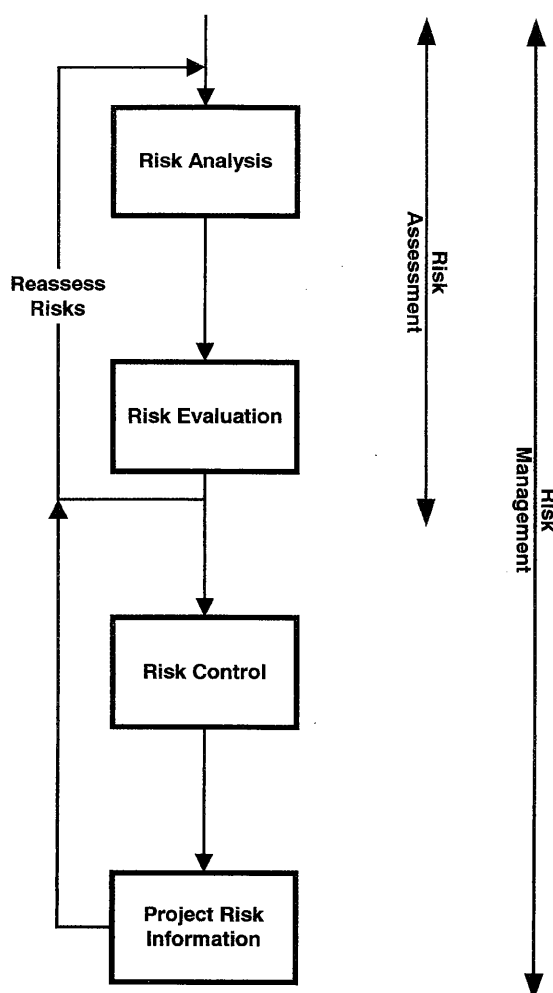 Risk Analysis
Reassess
Risks
Risk Evaluation
Risk Control
Project Risk
Information
Risk
Assessment
Risk
Management